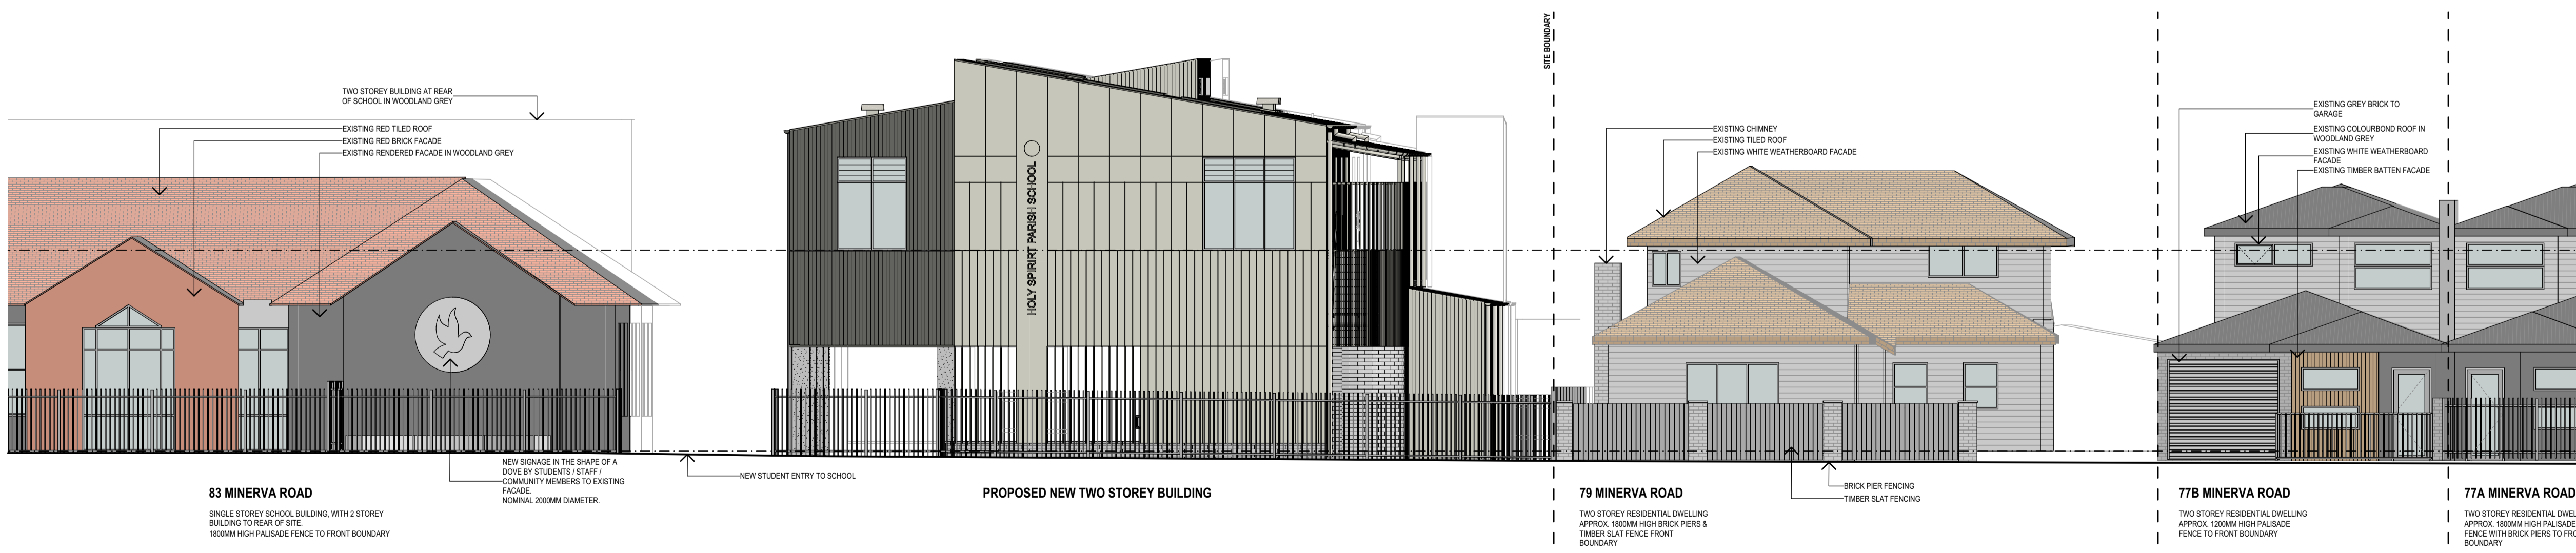 TWO STOREY BUILDING AT REAR
OF SCHOOL IN WOODLAND GREY
EXISTING RED TILED ROOF
EXISTING RED BRICK FACADE
EXISTING RENDERED FACADE IN WOODLAND GREY
NEW SIGNAGE IN THE SHAPE OF A
DOVE BY STUDENTS / STAFF /
COMMUNITY MEMBERS TO EXISTING
FACADE.
NOMINAL 2000MM DIAMETER.
83 MINERVA ROAD
SINGLE STOREY SCHOOL BUILDING, WITH 2 STOREY
BUILDING TO REAR OF SITE.
1800MM HIGH PALISADE FENCE TO FRONT BOUNDARY
NEW STUDENT ENTRY TO SCHOOL
HOLY SPIRIRT PARISH SCHOOL
PROPOSED NEW TWO STOREY BUILDING
SITE BOUNDARY
EXISTING CHIMNEY
EXISTING TILED ROOF
EXISTING WHITE WEATHERBOARD FACADE
BRICK PIER FENCING
TIMBER SLAT FENCING
79 MINERVA ROAD
TWO STOREY RESIDENTIAL DWELLING
APPROX. 1800MM HIGH BRICK PIERS &
TIMBER SLAT FENCE FRONT
BOUNDARY
EXISTING GREY BRICK TO
GARAGE
EXISTING COLOURBOND ROOF IN
WOODLAND GREY
EXISTING WHITE WEATHERBOARD
FACADE
EXISTING TIMBER BATTEN FACADE
77B MINERVA ROAD
TWO STOREY RESIDENTIAL DWELLING
APPROX. 1200MM HIGH PALISADE
FENCE TO FRONT BOUNDARY
77A MINERVA ROAD
TWO STOREY RESIDENTIAL
APPROX. 1800MM HIGH PALISADE
FENCE WITH BRICK PIERS TO
BOUNDARY